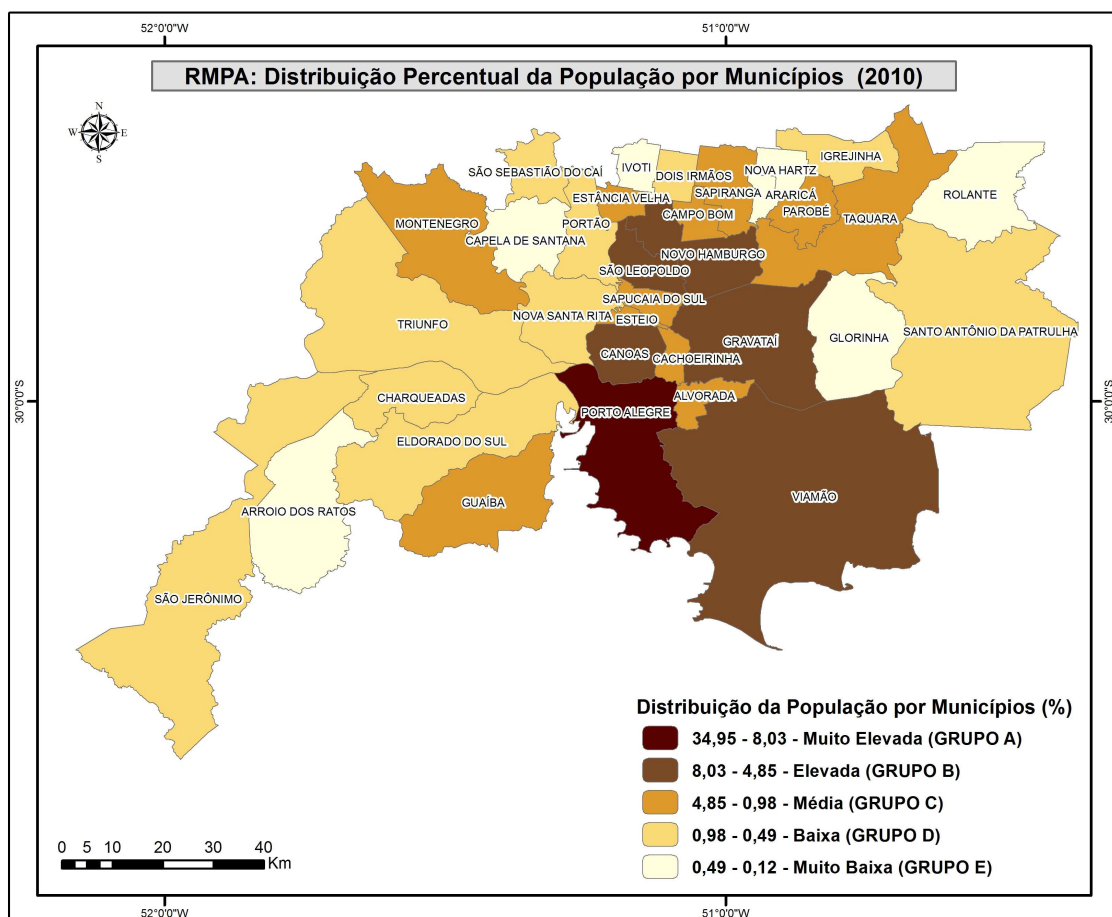 52°0'0"W
51°0'0"W
RMPA: Distribuição Percentual da População por Municípios (2010)
N
W E
S
IGREJINHA
SÃO SEBASTIÃO DO CAÍ
IVOTI
DOIS IRMÃOS
NOVA HARTZ
SAPIRANGA
ARARICÁ
ROLANTE
ESTÂNCIA VELHA
CAMPO BOM
PAROBÉ
TAQUARA
MONTENEGRO
PORTÃO
CAPELA DE SANTANA
NOVO HAMBURGO
SÃO LEOPOLDO
SAPUCAIA DO SUL
NOVA SANTA RITA
ESTEIO
TRIUNFO
SANTO ANTÔNIO DA PATRULHA
GLORINHA
GRAVATAÍ
CANOAS
CACHOEIRINHA
CHARQUEADAS
ALVORADA
30°0'0"S
30°0'0"S
PORTO ALEGRE
ELDORADO DO SUL
VIAMÃO
GUAÍBA
ARROIO DOS RATOS
SÃO JERÔNIMO
Distribuição da População por Municípios (%)
34,95 - 8,03 - Muito Elevada (GRUPO A)
8,03 - 4,85 - Elevada (GRUPO B)
4,85 - 0,98 - Média (GRUPO C)
0,98 - 0,49 - Baixa (GRUPO D)
0,49 - 0,12 - Muito Baixa (GRUPO E)
0 5 10 20 30 40
Km
52°0'0"W
51°0'0"W